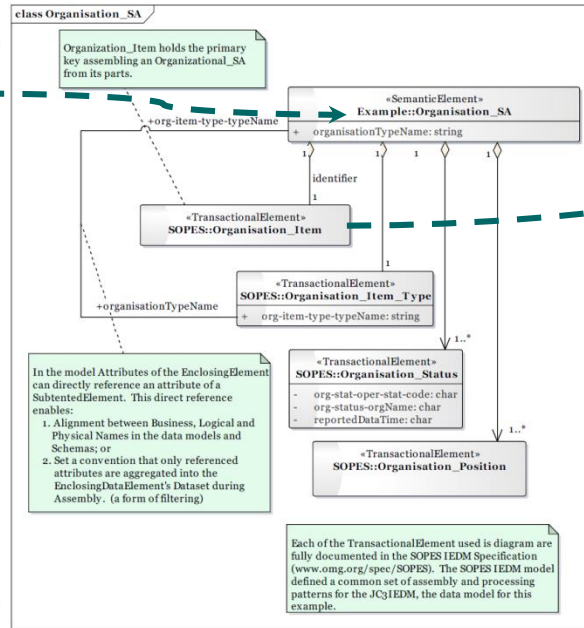 class Organisation_SA
Organization_Item holds the primary
key assembling an Organizational_SA
from its parts.
«SemanticElement»
Example::Organisation_SA
+ organisationTypeName: string
+org-item-type-typeName
1
1
1
1
identifier
1
«TransactionalElement»
SOPES::Organisation_Item
1
«TransactionalElement»
SOPES::Organisation_Item_Type
+ org-item-type-typeName: string
+organisationTypeName
1..*
«TransactionalElement»
SOPES::Organisation_Status
- org-stat-oper-stat-code: char
- org-status-orgName: char
- reportedDataTime: char
1..*
«TransactionalElement»
SOPES::Organisation_Position
In the model Attributes of the EnclosingElement
can directly reference an attribute of a
SubtentedElement. This direct reference
enables:
1. Alignment between Business, Logical and
Physical Names in the data models and
Schemas; or
2. Set a convention that only referenced
attributes are aggregated into the
EnclosingDataElement's Dataset during
Assembly. (a form of filtering)
Each of the TransactionalElement used is diagram are
fully documented in the SOPES IEDM Specification
(www.omg.org/spec/SOPES). The SOPES IEDM model
defined a common set of assembly and processing
patterns for the JC3IEDM, the data model for this
example.